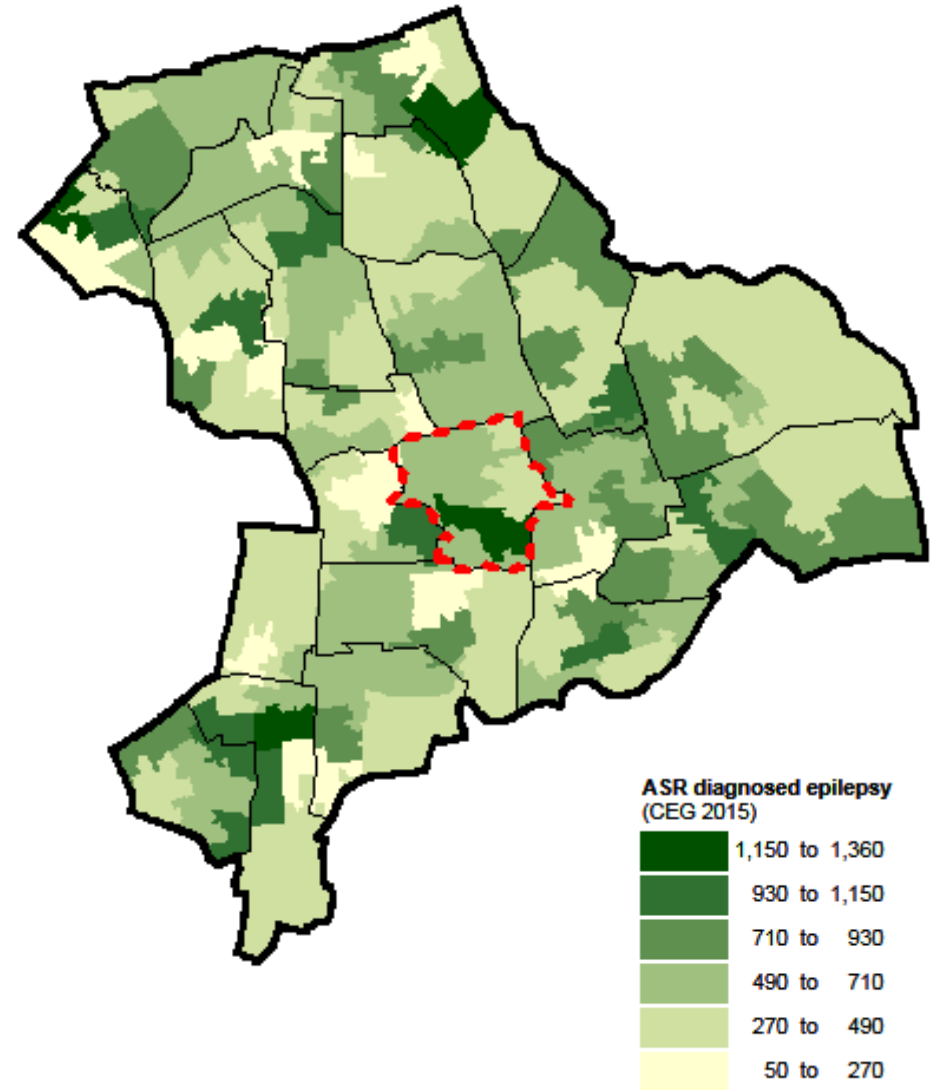 ASR diagnosed epilepsy
(CEG 2015)
1,150 to 1,360
930 to 1,150
710 to 930
490 to 710
270 to 490
50 to 270